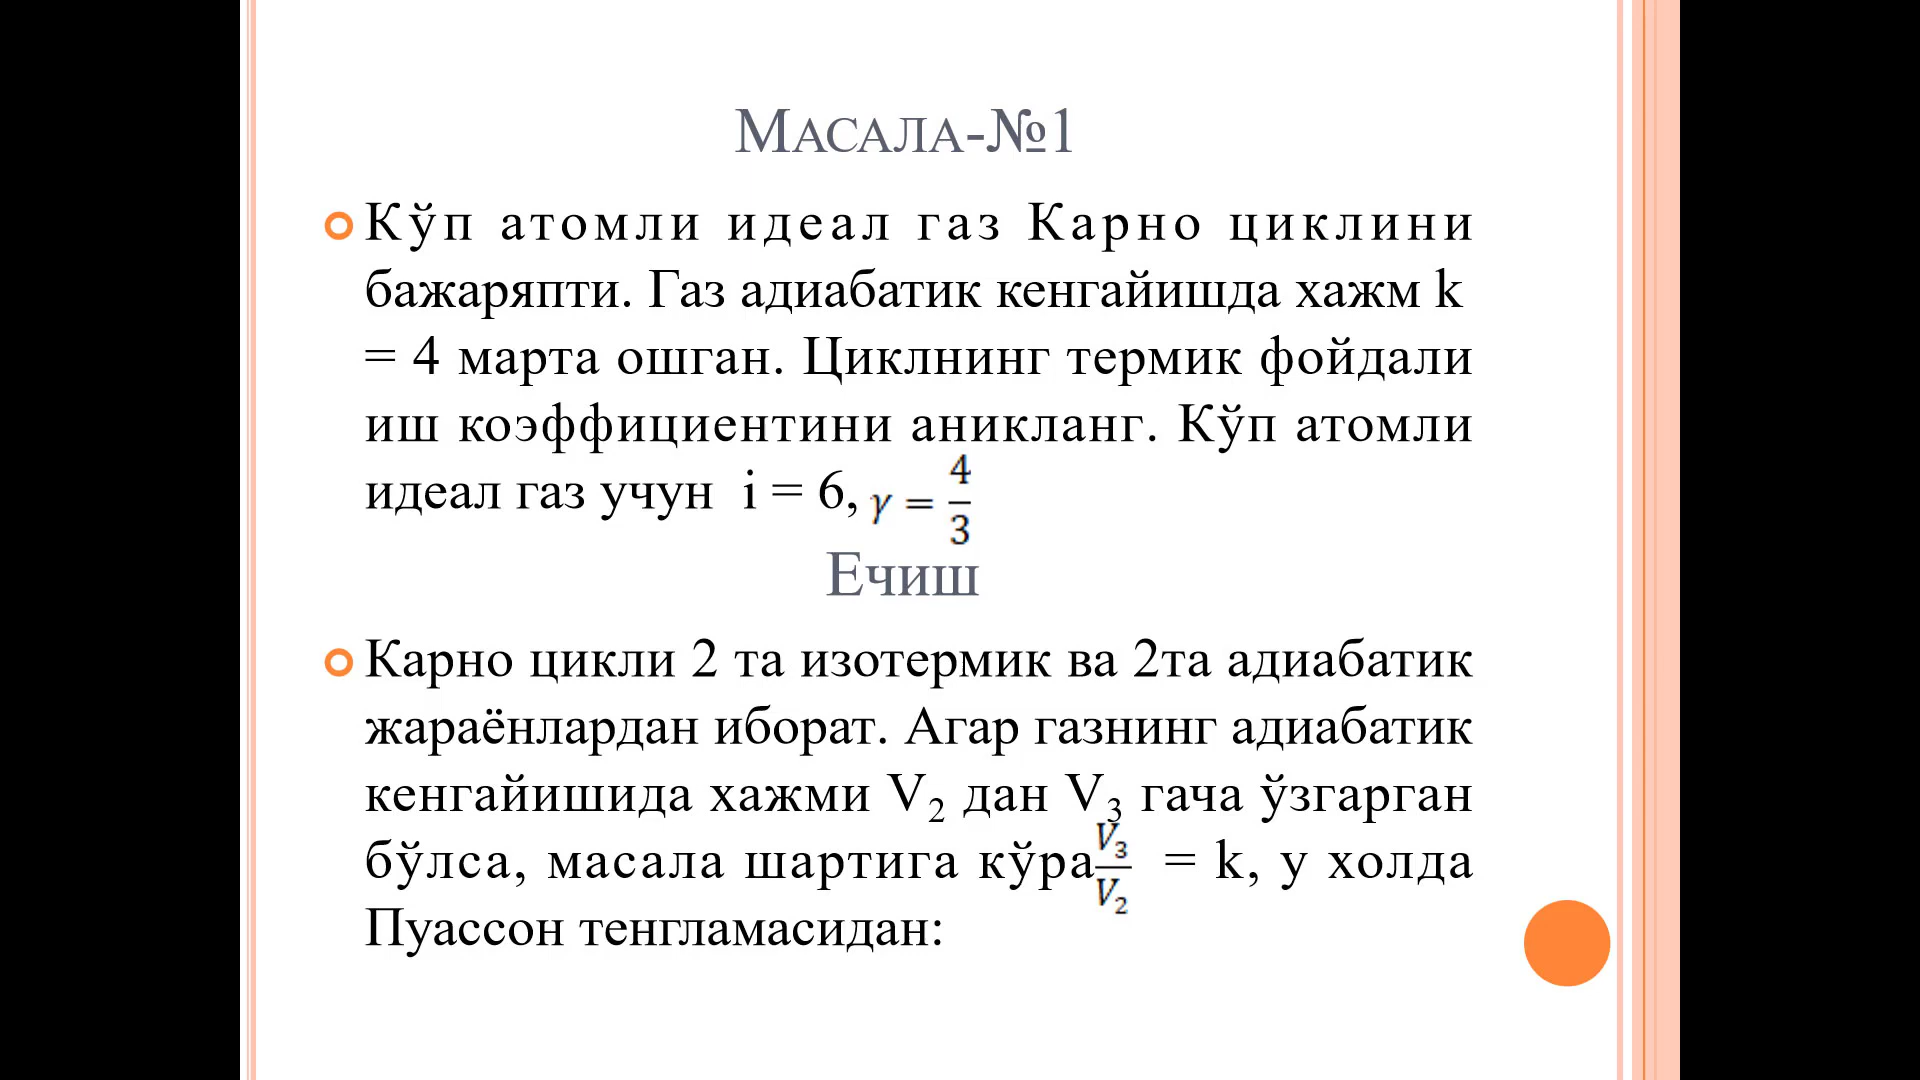 Масала-№1
Кўп атомли идеал газ Карно циклини
бажаряпти. Газ адиабатик кенгайишда хажм k
= 4 марта ошган. Циклнинг термик фойдали
иш коэффициентини аникланг. Кўп атомли
идеал газ учун i = 6, γ = 4/3
Ечиш
Карно цикли 2 та изотермик ва 2та адиабатик
жараёнлардан иборат. Агар газнинг адиабатик
кенгайишида хажми V₂ дан V₃ гача ўзгарган
бўлса, масала шартига кўра V₃/V₂ = k, у холда
Пуассон тенгламасидан: